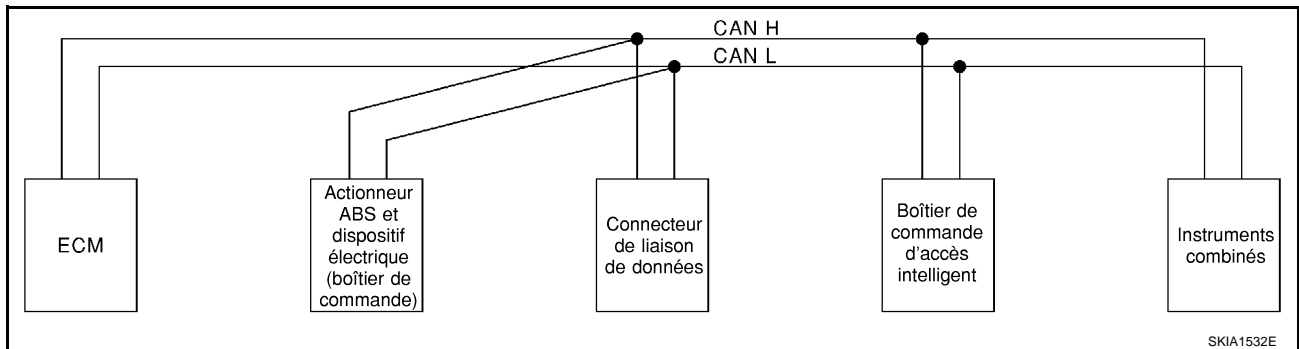 CAN H
CAN L
ECM
Actionneur
ABS et
dispositif
électrique
(boîtier de
commande)
Connecteur
de liaison
de données
Boîtier de
commande
d'accès
intelligent
Instruments
combinés
SKIA1532E